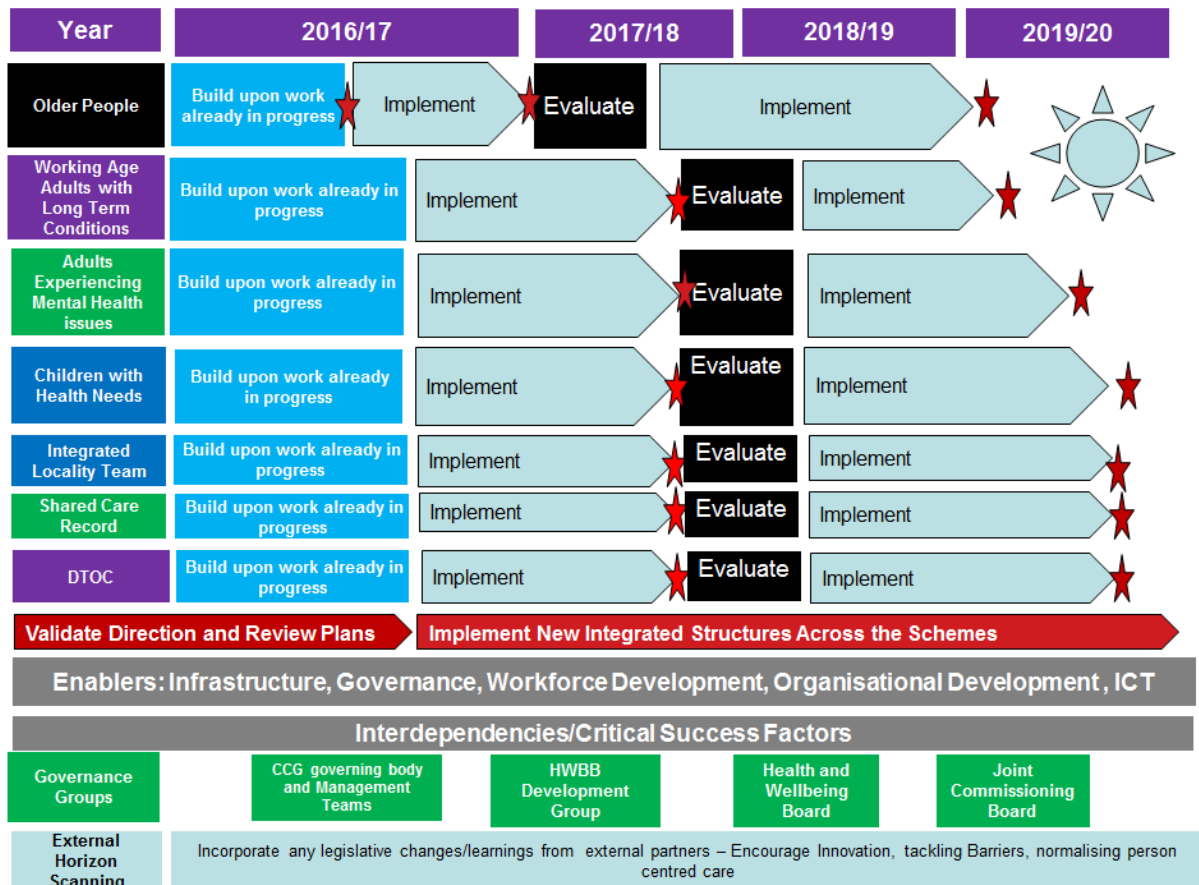 Year
2016/17
2017/18
2018/19
2019/20
Older People
Build upon work
already in progress
Implement
Evaluate
Implement
Working Age
Adults with
Long Term
Conditions
Build upon work already in
progress
Implement
Evaluate
Implement
Adults
Experiencing
Mental Health
issues
Build upon work already in
progress
Implement
Evaluate
Implement
Children with
Health Needs
Build upon work already
in progress
Implement
Evaluate
Implement
Integrated
Locality Team
Build upon work already in
progress
Implement
Evaluate
Implement
Shared Care
Record
Build upon work already in
progress
Implement
Evaluate
Implement
DTOC
Build upon work already in
progress
Implement
Evaluate
Implement
Validate Direction and Review Plans
Implement New Integrated Structures Across the Schemes
Enablers: Infrastructure, Governance, Workforce Development, Organisational Development , ICT
Interdependencies/Critical Success Factors
Governance
Groups
CCG governing body
and Management
Teams
HWBB
Development
Group
Health and
Wellbeing
Board
Joint
Commissioning
Board
External
Horizon
Scanning
Incorporate any legislative changes/learnings from external partners – Encourage Innovation, tackling Barriers, normalising person
centred care